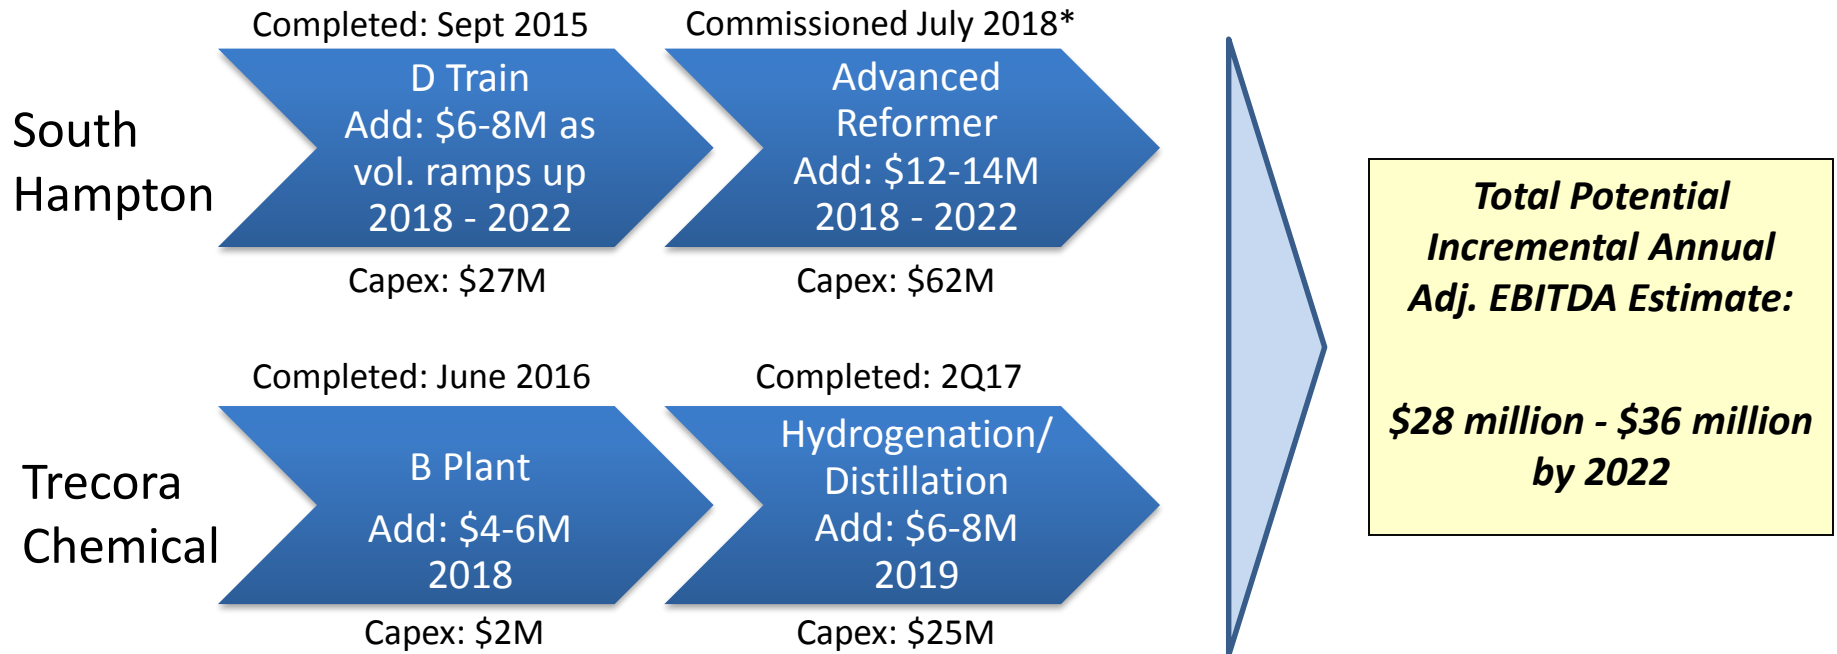 South
Hampton
Completed: Sept 2015
D Train
Add: $6-8M as
vol. ramps up
2018 - 2022
Capex: $27M
Commissioned July 2018*
Advanced
Reformer
Add: $12-14M
2018 - 2022
Capex: $62M
Trecora
Chemical
Completed: June 2016
B Plant
Add: $4-6M
2018
Capex: $2M
Completed: 2Q17
Hydrogenation/
Distillation
Add: $6-8M
2019
Capex: $25M
Total Potential
Incremental Annual
Adj. EBITDA Estimate:
$28 million - $36 million
by 2022